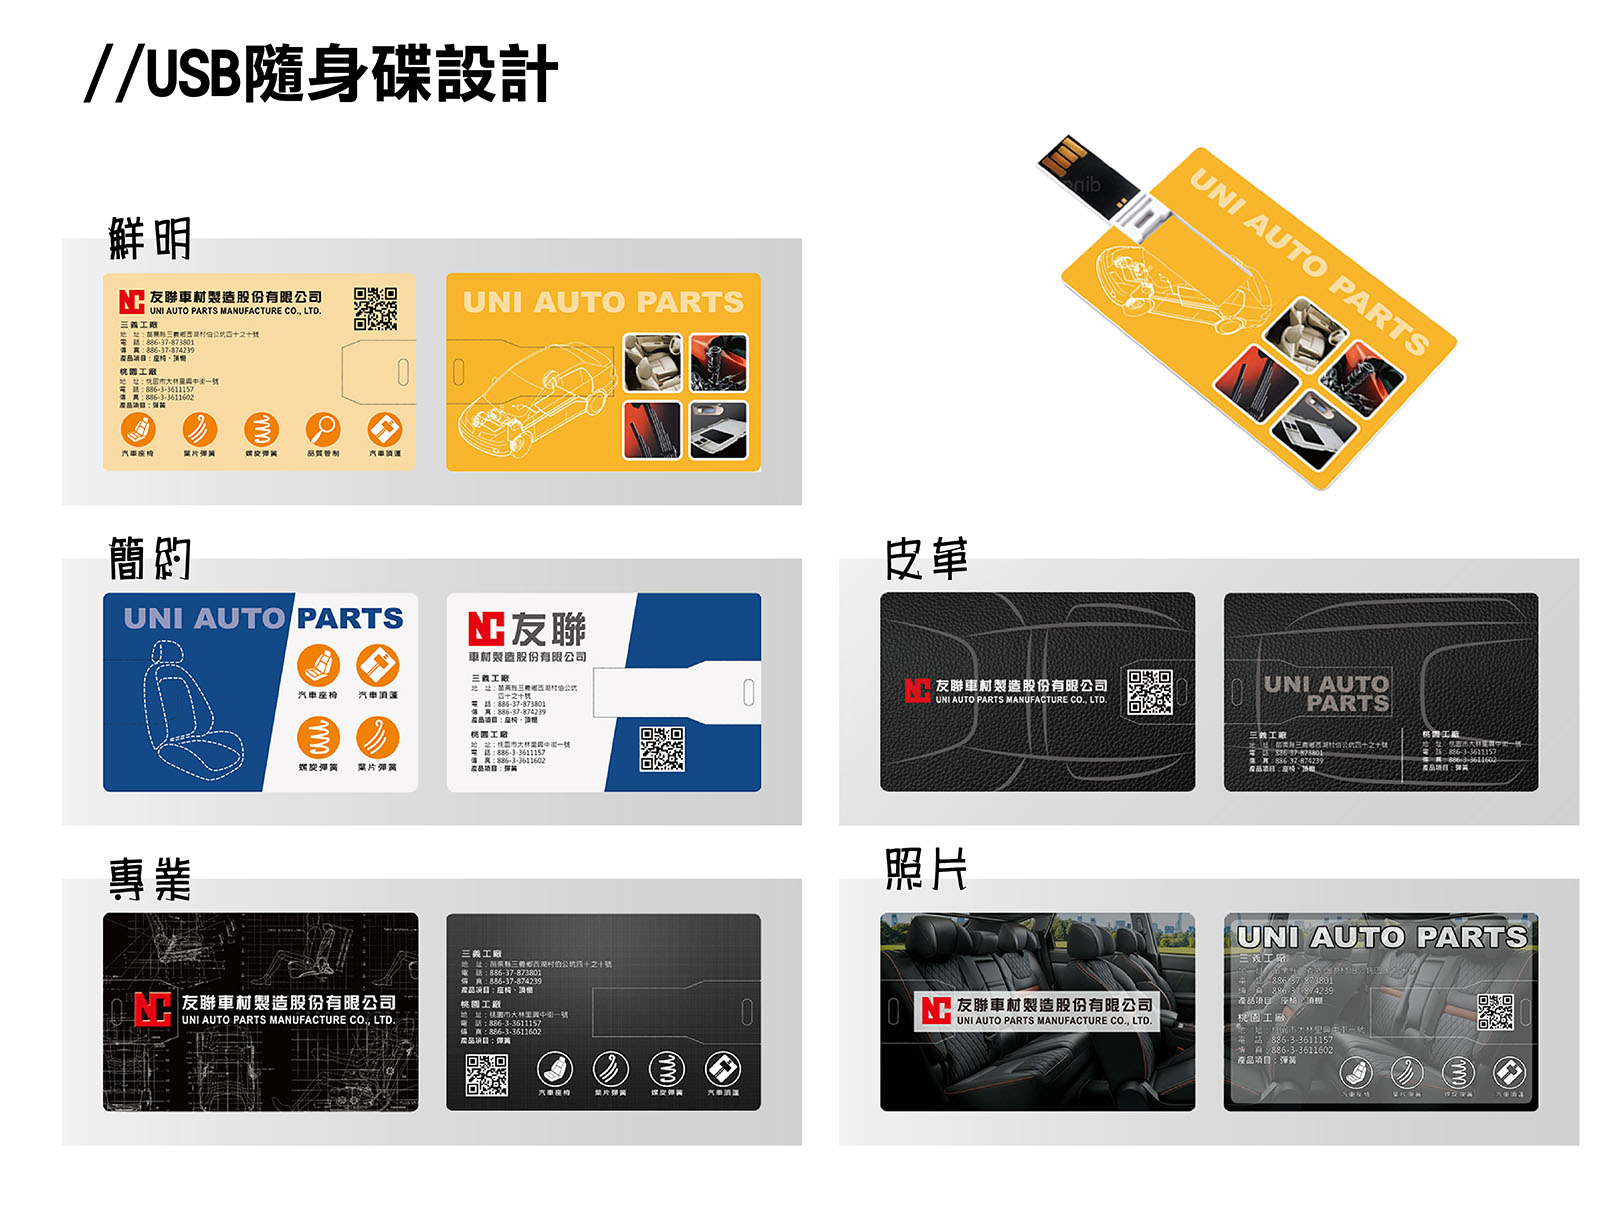 //USB隨身碟設計
UNI AUTO PARTS
鮮明
友聯車材製造股份有限公司
UNI AUTO PARTS MANUFACTURE CO., LTD.
三義工廠
地 址：苗栗縣三義鄉西湖村伯公坑四十之十號
電 話：886-37-873801
傳 真：886-37-874239
產品項目：座椅、頂棚
桃園工廠
地 址：桃園市大林里興中街一號
電 話：886-3-3611157
傳 真：886-3-3611602
產品項目：彈簧
汽車座椅 葉片彈簧 螺旋彈簧 品質管制 汽車頂蓬
UNI AUTO PARTS
簡約
UNI AUTO PARTS
汽車座椅 汽車頂蓬
螺旋彈簧 葉片彈簧
友聯
車材製造股份有限公司
三義工廠
地 址：苗栗縣三義鄉西湖村伯公坑
四十之十號
電 話：886-37-873801
傳 真：886-37-874239
產品項目：座椅、頂棚
桃園工廠
地 址：桃園市大林里興中街一號
電 話：886-3-3611157
傳 真：886-3-3611602
產品項目：彈簧
皮革
友聯車材製造股份有限公司
UNI AUTO PARTS MANUFACTURE CO., LTD.
UNI AUTO
PARTS
三義工廠
地 址：苗栗縣三義鄉西湖村伯公坑四十之十號
電 話：886-37-873801
傳 真：886-37-874239
產品項目：座椅、頂棚
桃園工廠
地 址：桃園市大林里興中街一號
電 話：886-3-3611157
傳 真：886-3-3611602
產品項目：彈簧
專業
友聯車材製造股份有限公司
UNI AUTO PARTS MANUFACTURE CO., LTD.
三義工廠
地 址：苗栗縣三義鄉西湖村伯公坑四十之十號
電 話：886-37-873801
傳 真：886-37-874239
產品項目：座椅、頂棚
桃園工廠
地 址：桃園市大林里興中街一號
電 話：886-3-3611157
傳 真：886-3-3611602
產品項目：彈簧
汽車座椅 葉片彈簧 螺旋彈簧 汽車頂蓬
照片
友聯車材製造股份有限公司
UNI AUTO PARTS MANUFACTURE CO., LTD.
UNI AUTO PARTS
三義工廠
電 話：886-37-873801
傳 真：886-37-874239
產品項目：座椅、頂棚
桃園工廠
地 址：桃園市大林里興中街一號
電 話：886-3-3611157
傳 真：886-3-3611602
產品項目：彈簧
汽車座椅 葉片彈簧 螺旋彈簧 汽車頂蓬